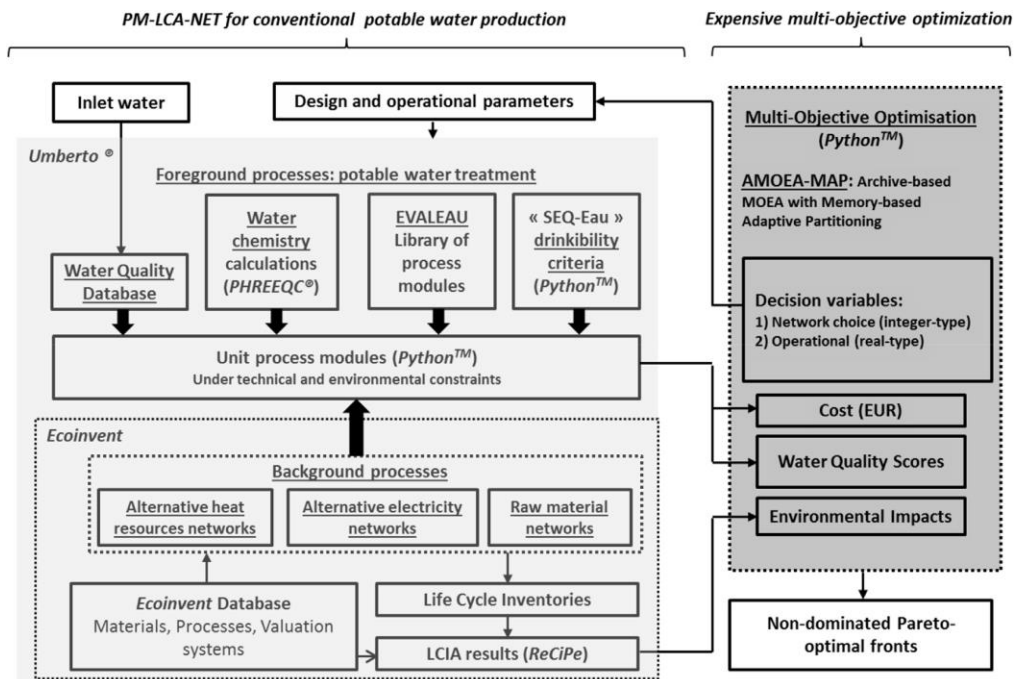 PM-LCA-NET for conventional potable water production
Expensive multi-objective optimization
Inlet water
Design and operational parameters
Umberto ®
Foreground processes: potable water treatment
Water Quality
Database
Water
chemistry
calculations
(PHREEQC®)
EVALEAU
Library of
process
modules
« SEQ-Eau »
drinkibility
criteria
(Python™)
Unit process modules (Python™)
Under technical and environmental constraints
Ecoinvent
Background processes
Alternative heat
resources networks
Alternative electricity
networks
Raw material
networks
Ecoinvent Database
Materials, Processes, Valuation
systems
Life Cycle Inventories
LCIA results (ReCiPe)
Multi-Objective Optimisation
(Python™)
AMOEA-MAP: Archive-based
MOEA with Memory-based
Adaptive Partitioning
Decision variables:
1) Network choice (integer-type)
2) Operational (real-type)
Cost (EUR)
Water Quality Scores
Environmental Impacts
Non-dominated Pareto-
optimal fronts